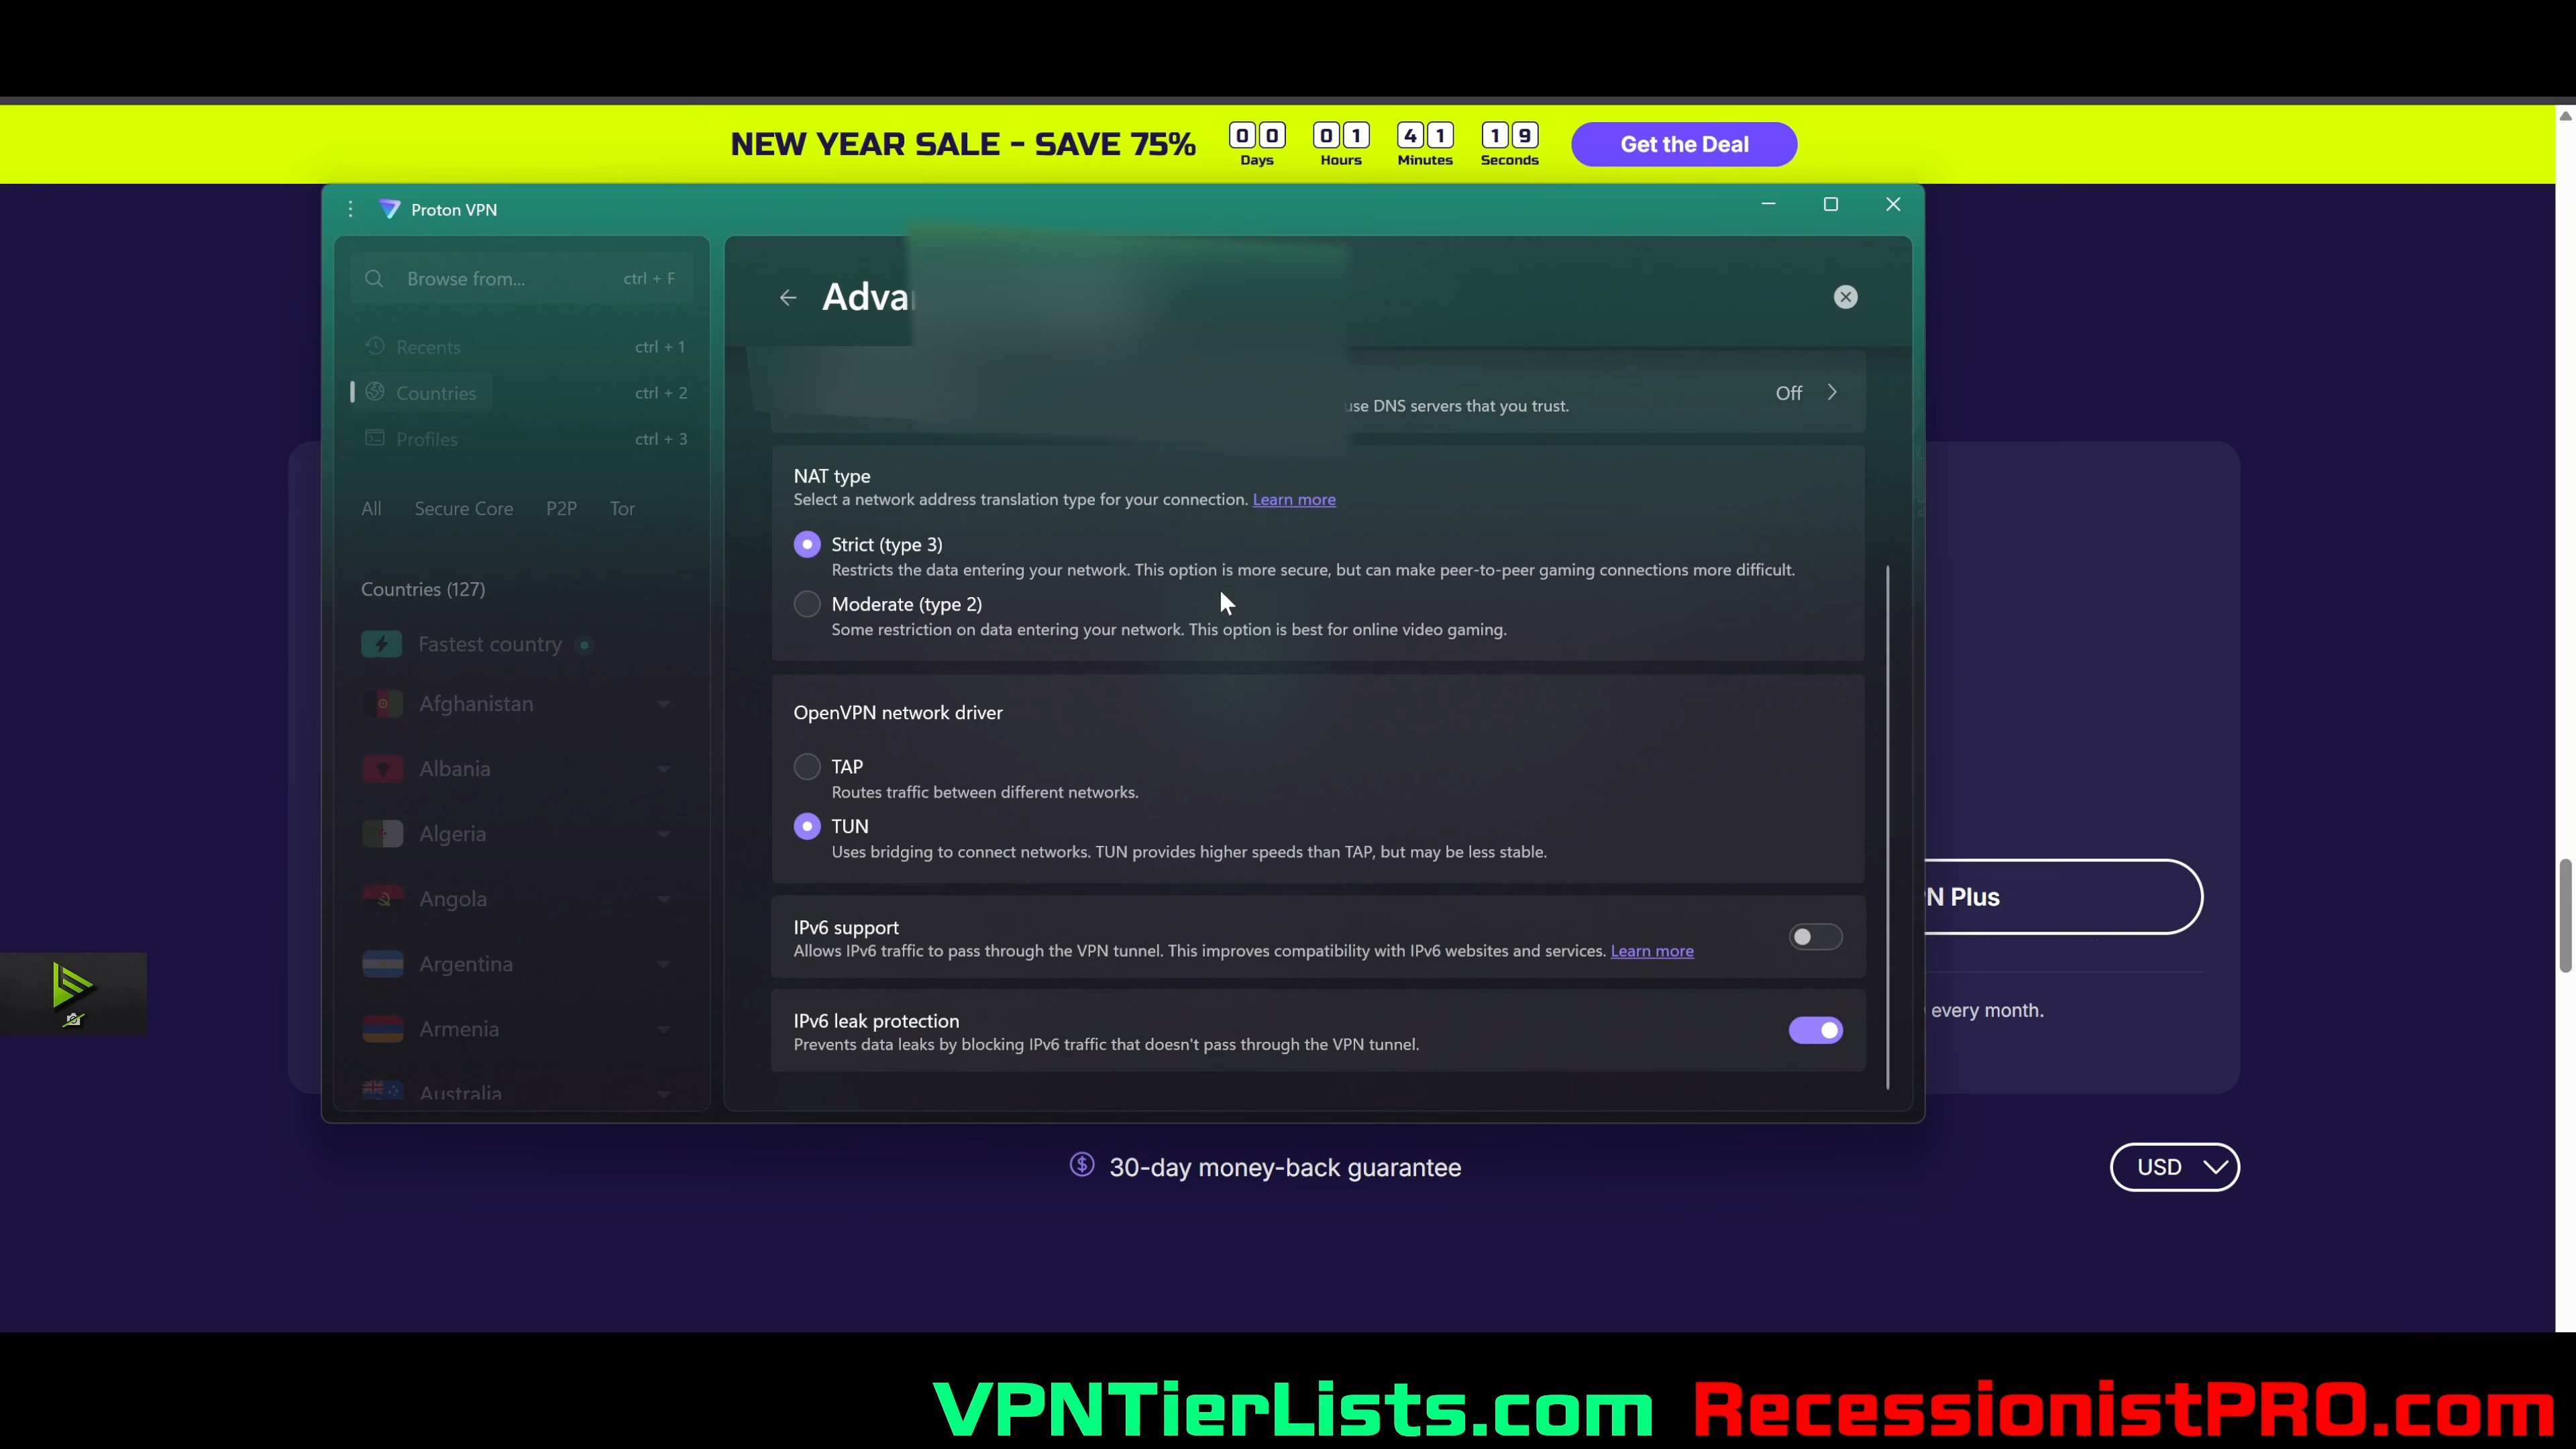 NEW YEAR SALE - SAVE 75%
00 01 41 19
Days Hours Minutes Seconds
Get the Deal
Proton VPN
Browse from... ctrl + F
Recents ctrl + 1
Countries ctrl + 2
Profiles ctrl + 3
All Secure Core P2P Tor
Countries (127)
Fastest country
Afghanistan
Albania
Algeria
Angola
Argentina
Armenia
Australia
use DNS servers that you trust.
Off
NAT type
Select a network address translation type for your connection. Learn more
Strict (type 3)
Restricts the data entering your network. This option is more secure, but can make peer-to-peer gaming connections more difficult.
Moderate (type 2)
Some restriction on data entering your network. This option is best for online video gaming.
OpenVPN network driver
TAP
Routes traffic between different networks.
TUN
Uses bridging to connect networks. TUN provides higher speeds than TAP, but may be less stable.
IPv6 support
Allows IPv6 traffic to pass through the VPN tunnel. This improves compatibility with IPv6 websites and services. Learn more
IPv6 leak protection
Prevents data leaks by blocking IPv6 traffic that doesn't pass through the VPN tunnel.
N Plus
every month.
30-day money-back guarantee
USD
VPNTierLists.com RecessionistPRO.com